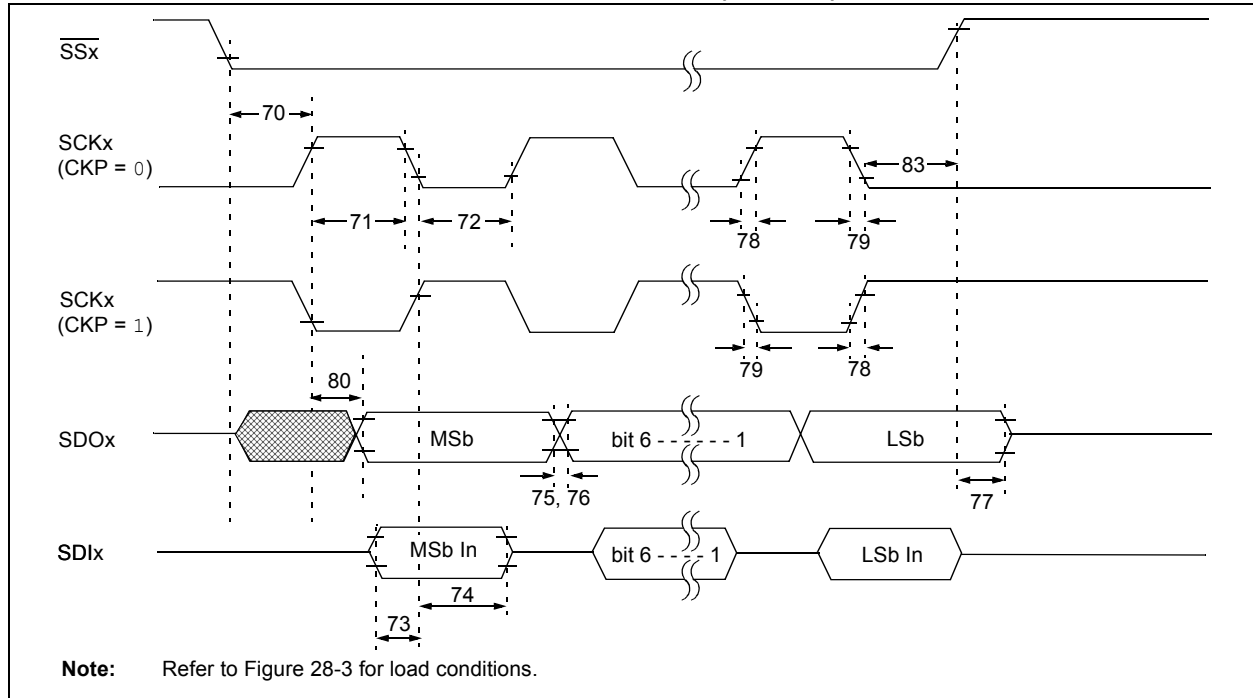 SSx
70
SCKx
(CKP = 0)
83
71
72
78
79
SCKx
(CKP = 1)
79
78
80
SDOx
MSb
bit 6 - - - - - - 1
LSb
75, 76
77
SDIx
MSb In
bit 6 - - - - 1
LSb In
74
73
Note: Refer to Figure 28-3 for load conditions.